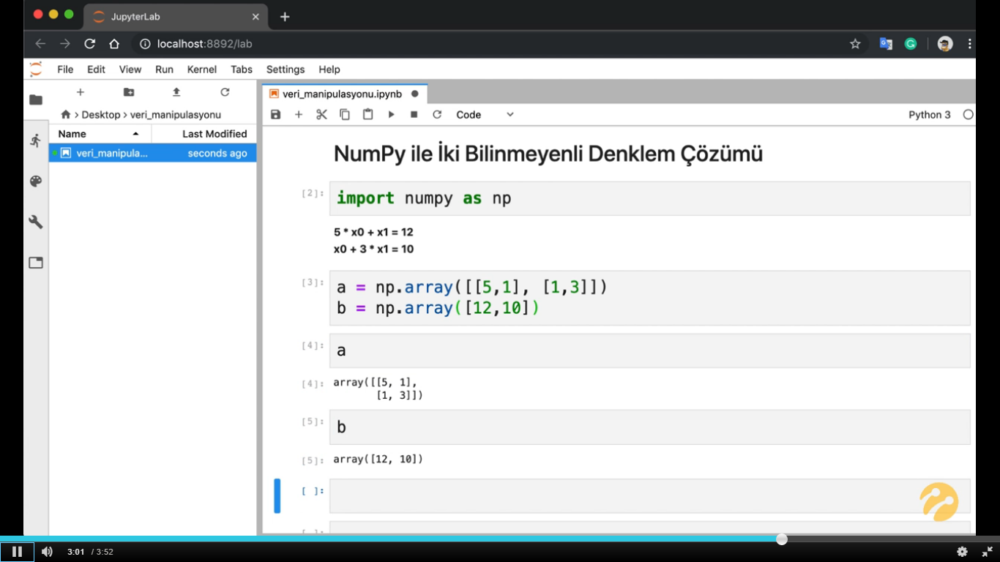 JupyterLab
localhost:8892/lab
File Edit View Run Kernel Tabs Settings Help
veri_manipulasyonu.ipynb
Desktop > veri_manipulasyonu
Code
Python 3
Name Last Modified
veri_manipula... seconds ago
NumPy ile İki Bilinmeyenli Denklem Çözümü
[2]: import numpy as np
5 * x0 + x1 = 12
x0 + 3 * x1 = 10
[3]: a = np.array([[5,1], [1,3]])
b = np.array([12,10])
[4]: a
[4]: array([[5, 1],
[1, 3]])
[5]: b
[5]: array([12, 10])
[ ]:
[ ]:
3:01 / 3:52